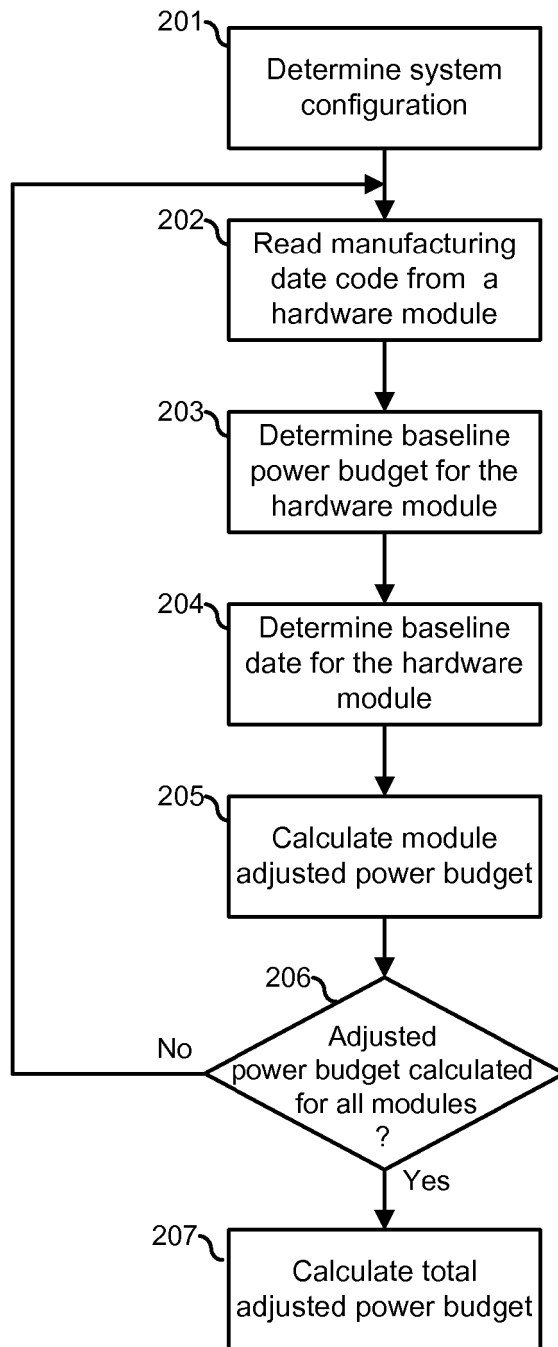 201
Determine system
configuration
202
Read manufacturing
date code from a
hardware module
203
Determine baseline
power budget for the
hardware module
204
Determine baseline
date for the hardware
module
205
Calculate module
adjusted power budget
206
Adjusted
power budget calculated
for all modules
?
No
Yes
207
Calculate total
adjusted power budget